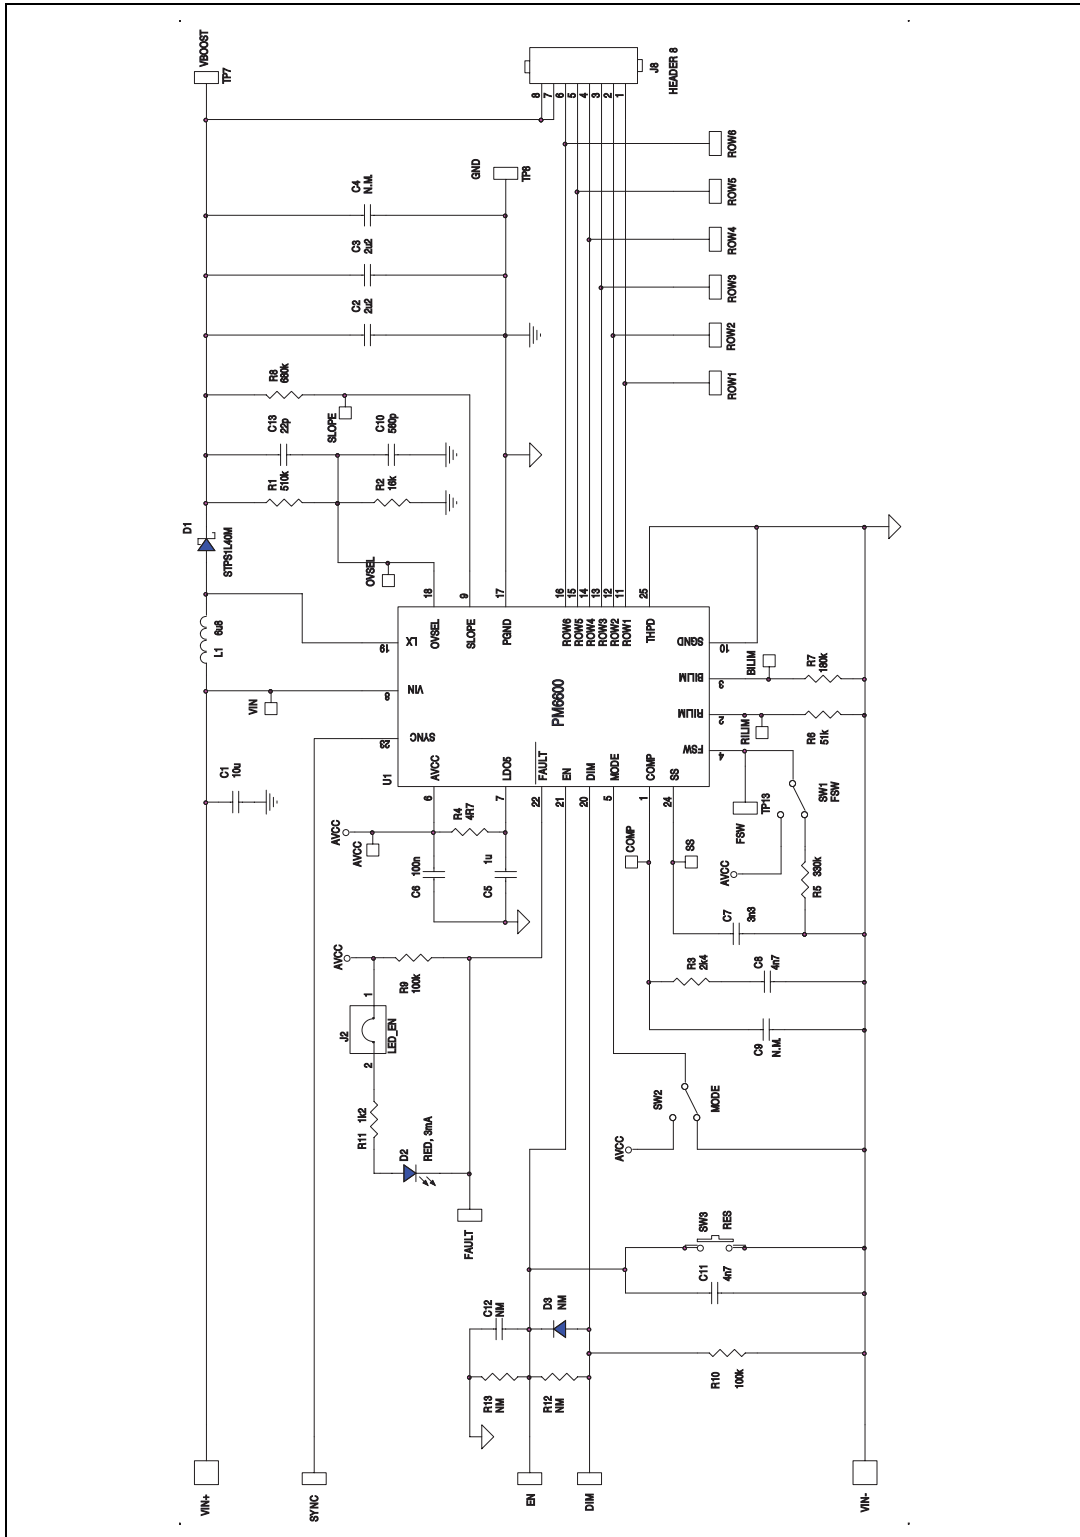 VIN+
SYNC
EN
DIM
VIN-
R13
NM
C12
NM
R12
NM
D3
NM
R10
100k
C11
4n7
SW3
RES
FAULT
D2
RED, 3mA
R11 1k2
J2
LED_EN
2
1
AVCC
R9
100k
AVCC
SW2
MODE
C9
N.M.
R3
2k4
C8
4n7
C7
3n3
R5
330k
AVCC
SW1
FSW
TP13
FSW
COMP
SS
C6
100n
C5
1u
R4
4R7
AVCC
AVCC
C1
10u
VIN
L1
6u8
U1
PM6600
SYNC
23
VIN
8
LX
19
AVCC
6
LDO5
7
FAULT
22
EN
21
DIM
20
MODE
5
COMP
1
SS
24
FSW
4
RILIM
2
BILIM
3
SGND
10
OVSEL
18
SLOPE
9
PGND
17
ROW6
16
ROW5
15
ROW4
14
ROW3
13
ROW2
12
ROW1
11
THPD
25
RILIM
R6
51k
BILIM
R7
180k
D1
STPS1L40M
OVSEL
R1
510k
R2
16k
C13
22p
C10
560p
SLOPE
R8
680k
C2
2u2
C3
2u2
C4
N.M.
GND
TP6
VBOOST
TP7
ROW1
ROW2
ROW3
ROW4
ROW5
ROW6
8
7
6
5
4
3
2
1
J8
HEADER 8